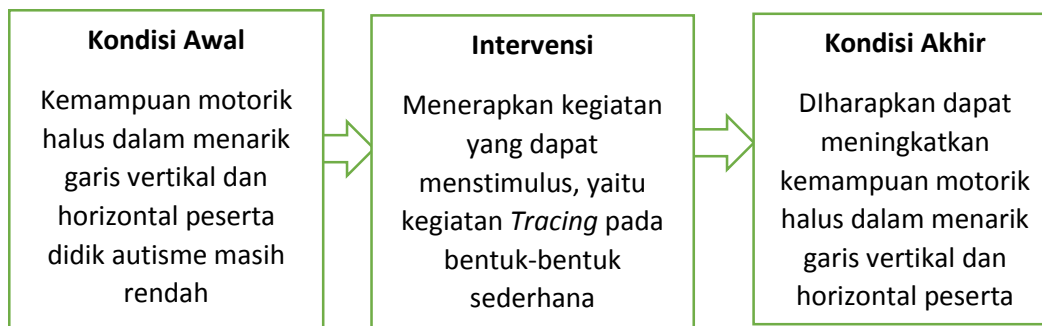 Kondisi Awal
Kemampuan motorik
halus dalam menarik
garis vertikal dan
horizontal peserta
didik autisme masih
rendah
Intervensi
Menerapkan kegiatan
yang dapat
menstimulus, yaitu
kegiatan Tracing pada
bentuk-bentuk
sederhana
Kondisi Akhir
DIharapkan dapat
meningkatkan
kemampuan motorik
halus dalam menarik
garis vertikal dan
horizontal peserta